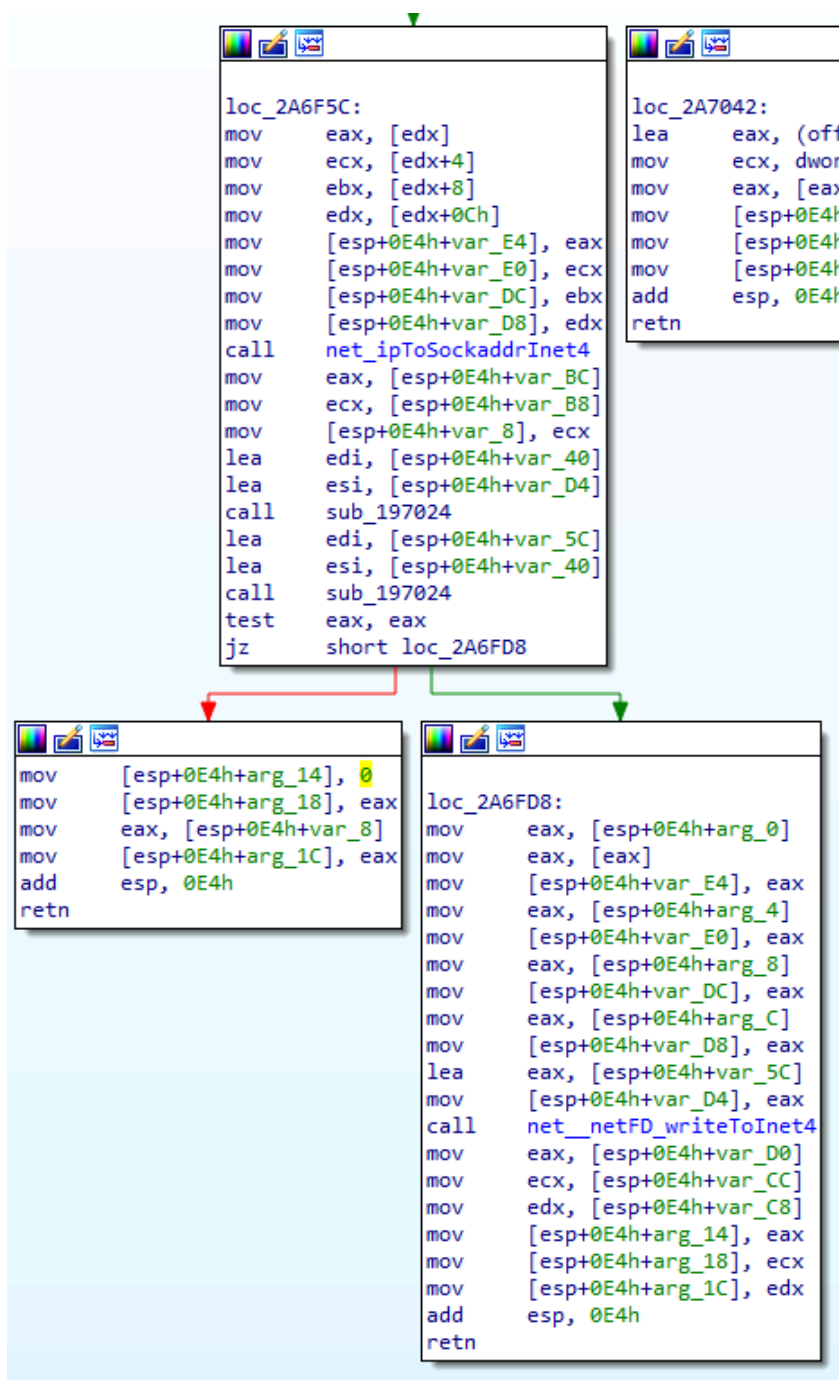 loc_2A6F5C:
mov eax, [edx]
mov ecx, [edx+4]
mov ebx, [edx+8]
mov edx, [edx+0Ch]
mov [esp+0E4h+var_E4], eax
mov [esp+0E4h+var_E0], ecx
mov [esp+0E4h+var_DC], ebx
mov [esp+0E4h+var_D8], edx
call net_ipToSockaddrInet4
mov eax, [esp+0E4h+var_BC]
mov ecx, [esp+0E4h+var_B8]
mov [esp+0E4h+var_8], ecx
lea edi, [esp+0E4h+var_40]
lea esi, [esp+0E4h+var_D4]
call sub_197024
lea edi, [esp+0E4h+var_5C]
lea esi, [esp+0E4h+var_40]
call sub_197024
test eax, eax
jz short loc_2A6FD8
loc_2A7042:
lea eax, (off
mov ecx, dwor
mov eax, [eax
mov [esp+0E4h
mov [esp+0E4h
mov [esp+0E4h
add esp, 0E4h
retn
mov [esp+0E4h+arg_14], 0
mov [esp+0E4h+arg_18], eax
mov eax, [esp+0E4h+var_8]
mov [esp+0E4h+arg_1C], eax
add esp, 0E4h
retn
loc_2A6FD8:
mov eax, [esp+0E4h+arg_0]
mov eax, [eax]
mov [esp+0E4h+var_E4], eax
mov eax, [esp+0E4h+arg_4]
mov [esp+0E4h+var_E0], eax
mov eax, [esp+0E4h+arg_8]
mov [esp+0E4h+var_DC], eax
mov eax, [esp+0E4h+arg_C]
mov [esp+0E4h+var_D8], eax
lea eax, [esp+0E4h+var_5C]
mov [esp+0E4h+var_D4], eax
call net__netFD_writeToInet4
mov eax, [esp+0E4h+var_D0]
mov ecx, [esp+0E4h+var_CC]
mov edx, [esp+0E4h+var_C8]
mov [esp+0E4h+arg_14], eax
mov [esp+0E4h+arg_18], ecx
mov [esp+0E4h+arg_1C], edx
add esp, 0E4h
retn